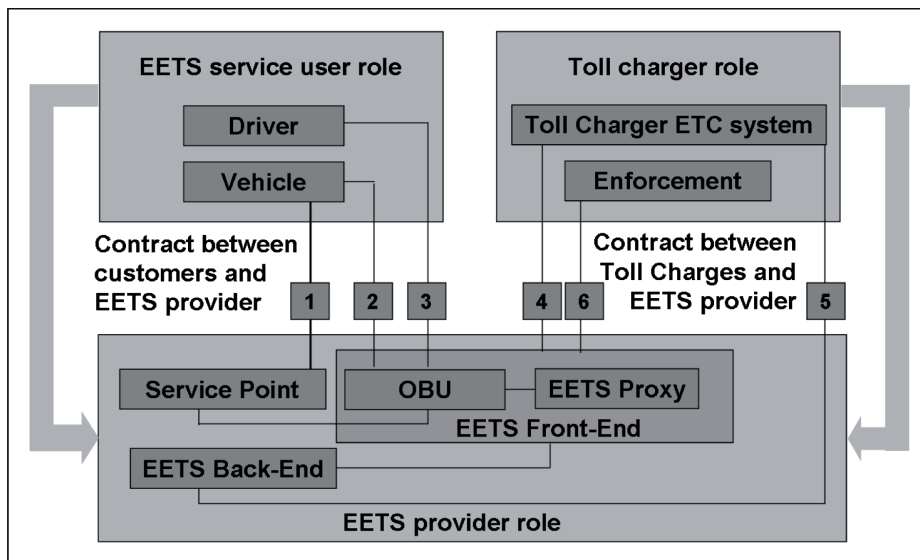 EETS service user role
Driver
Vehicle
Toll charger role
Toll Charger ETC system
Enforcement
Contract between
customers and
EETS provider
Contract between
Toll Charges and
EETS provider
1
2
3
4
6
5
Service Point
OBU
EETS Proxy
EETS Front-End
EETS Back-End
EETS provider role